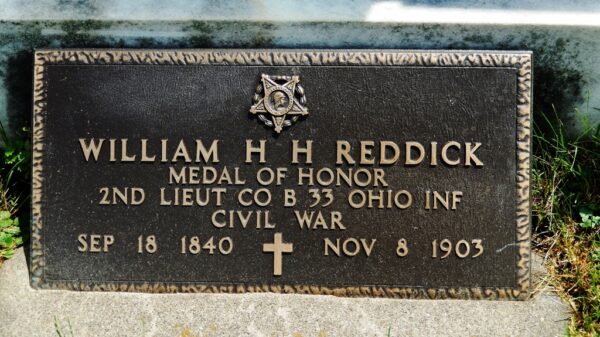 WILLIAM H H REDDICK
MEDAL OF HONOR
2ND LIEUT CO B 33 OHIO INF
CIVIL WAR
SEP 18 1840 NOV 8 1903